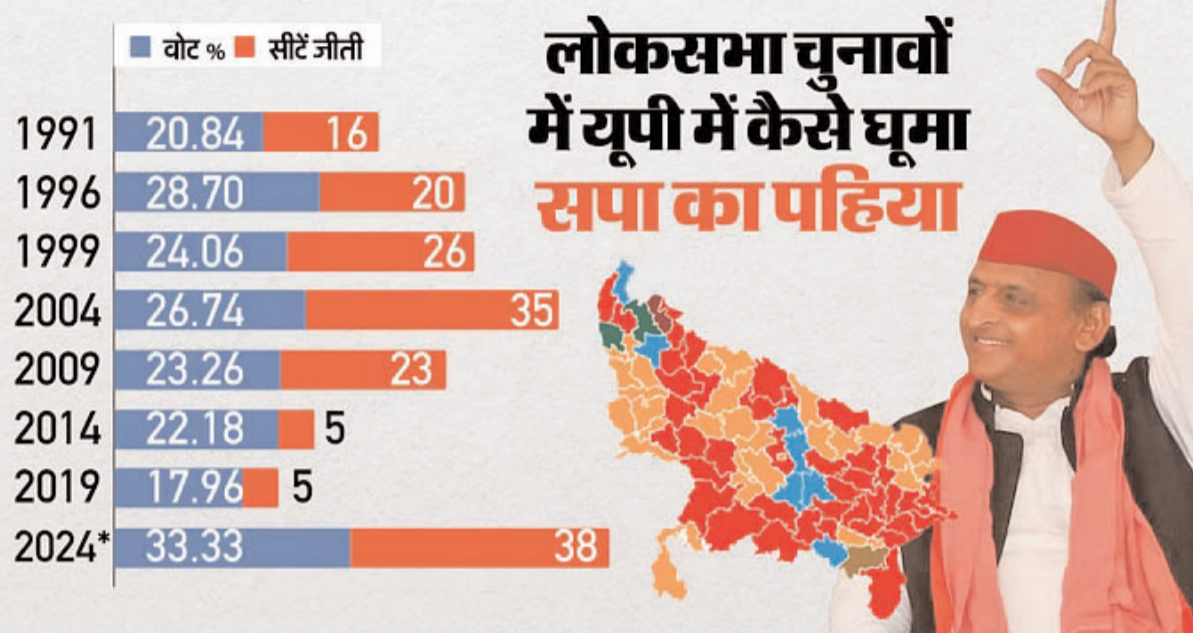 वोट % सीटें जीती
लोकसभा चुनावों
में यूपी में कैसे घूमा
सपा का पहिया
1991 20.84 16
1996 28.70 20
1999 24.06 26
2004 26.74 35
2009 23.26 23
2014 22.18 5
2019 17.96 5
2024* 33.33 38